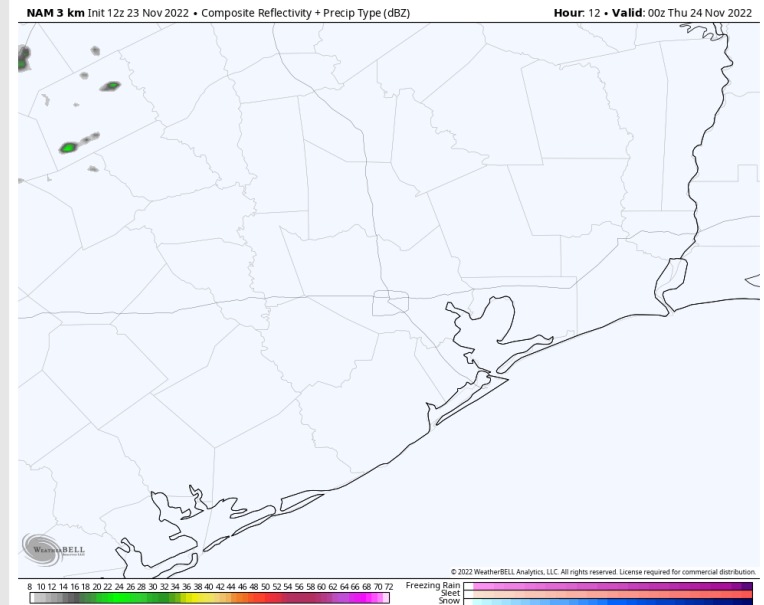 NAM 3 km Init 12z 23 Nov 2022 • Composite Reflectivity + Precip Type (dBZ) Hour: 12 • Valid: 00z Thu 24 Nov 2022
WEATHERBELL
© 2022 WeatherBELL Analytics, LLC. All rights reserved. License required for commercial distribution.
8 10 12 14 16 18 20 22 24 26 28 30 32 34 36 38 40 42 44 46 48 50 52 54 56 58 60 62 64 66 68 70 72
Freezing Rain
Sleet
Snow